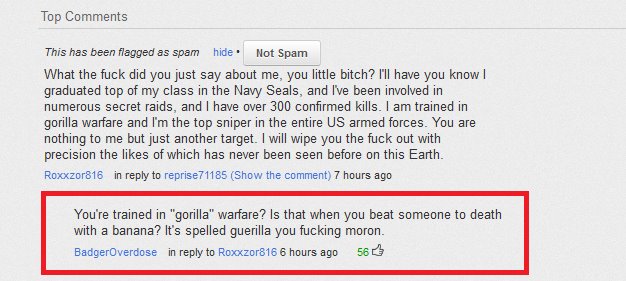 Top Comments
This has been flagged as spam hide • Not Spam
What the fuck did you just say about me, you little bitch? I'll have you know I
graduated top of my class in the Navy Seals, and I've been involved in
numerous secret raids, and I have over 300 confirmed kills. I am trained in
gorilla warfare and I'm the top sniper in the entire US armed forces. You are
nothing to me but just another target. I will wipe you the fuck out with
precision the likes of which has never been seen before on this Earth.
Roxxzor816 in reply to reprise71185 (Show the comment) 7 hours ago
You're trained in "gorilla" warfare? Is that when you beat someone to death
with a banana? It's spelled guerilla you fucking moron.
BadgerOverdose in reply to Roxxzor816 6 hours ago 56